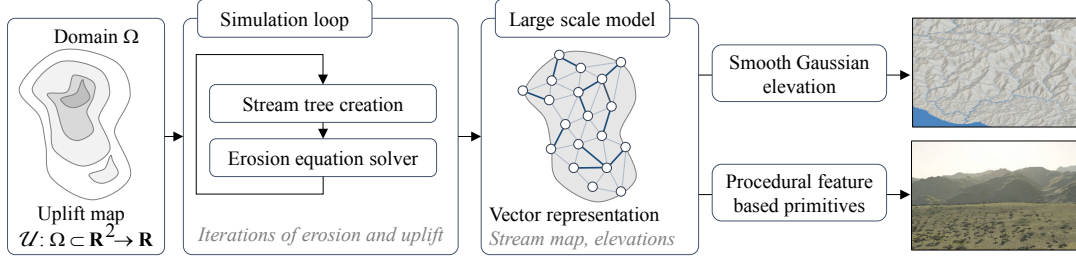 Domain Ω
Uplift map
𝒰: Ω ⊂ R² → R
Simulation loop
Stream tree creation
Erosion equation solver
Iterations of erosion and uplift
Large scale model
Vector representation
Stream map, elevations
Smooth Gaussian
elevation
Procedural feature
based primitives